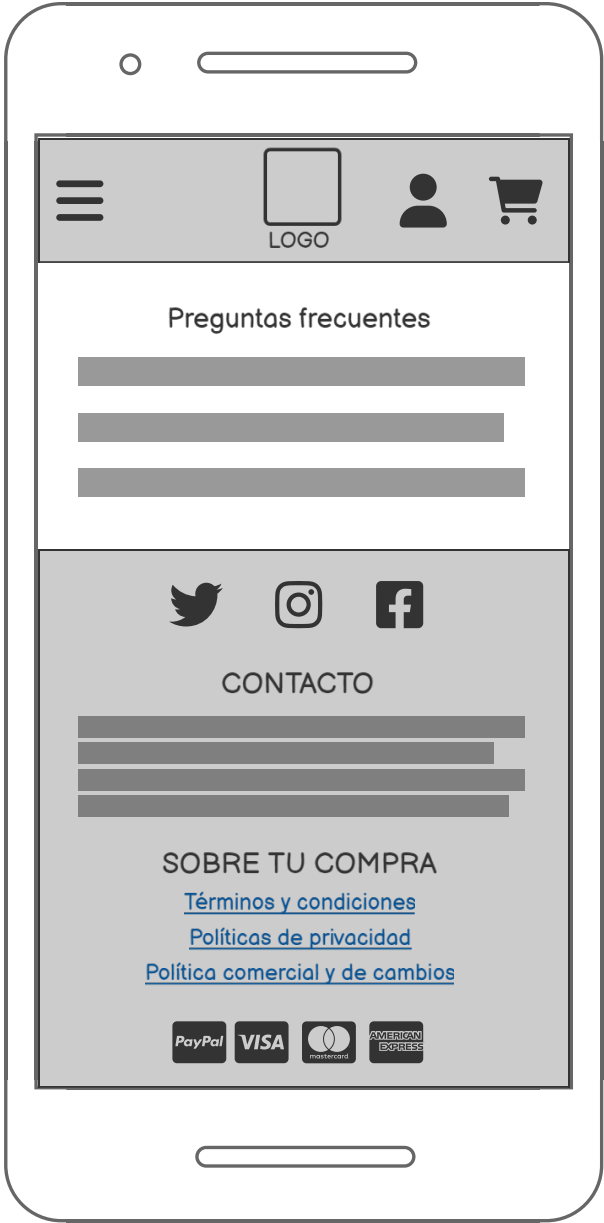 LOGO
Preguntas frecuentes
CONTACTO
SOBRE TU COMPRA
Términos y condiciones
Políticas de privacidad
Política comercial y de cambios
PayPal VISA mastercard AMERICAN EXPRESS